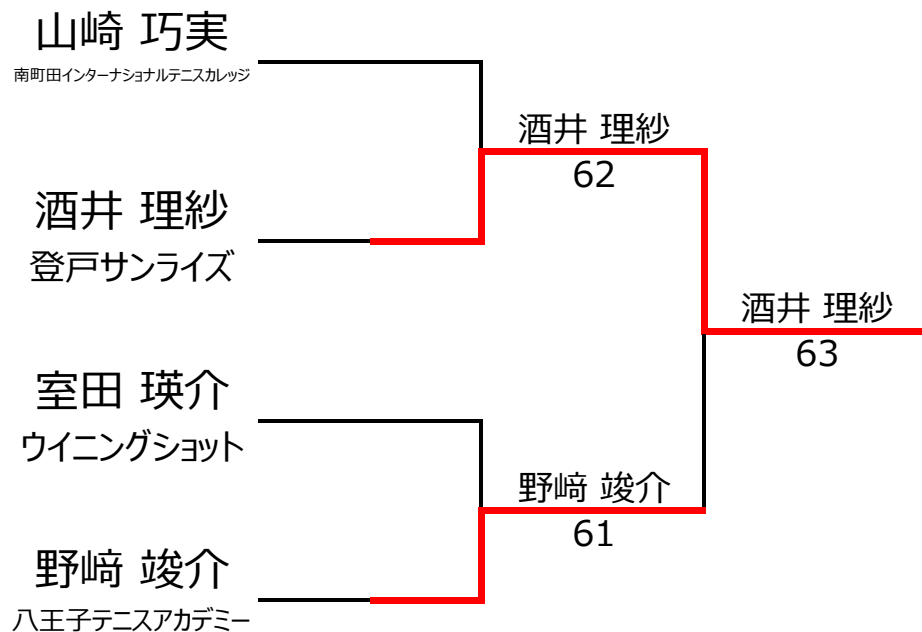 山崎 巧実
南町田インターナショナルテニスカレッジ
酒井 理紗
62
酒井 理紗
登戸サンライズ
酒井 理紗
63
室田 瑛介
ウイニングショット
野﨑 竣介
61
野﨑 竣介
八王子テニスアカデミー